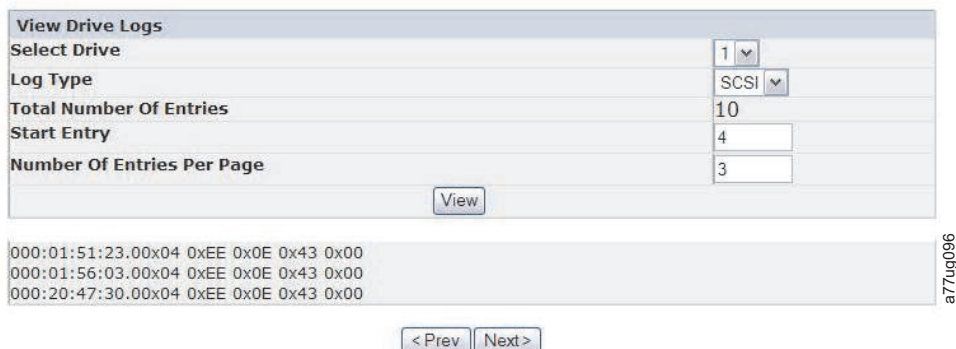 View Drive Logs
Select Drive 1
Log Type SCSI
Total Number Of Entries 10
Start Entry 4
Number Of Entries Per Page 3
View
000:01:51:23.00x04 0xEE 0x0E 0x43 0x00
000:01:56:03.00x04 0xEE 0x0E 0x43 0x00
000:20:47:30.00x04 0xEE 0x0E 0x43 0x00
a77ug096
< Prev Next >